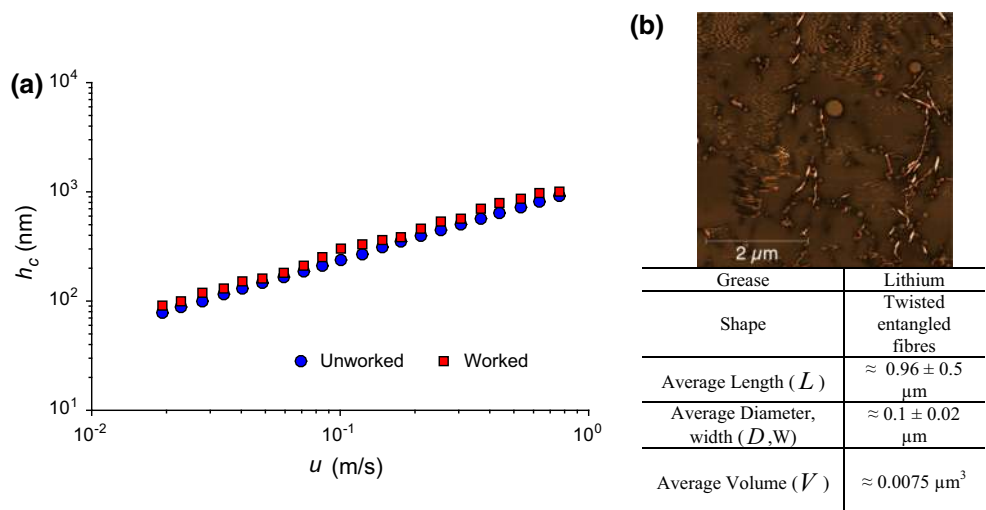 (a)
10⁴
10³
10²
10¹
h_c (nm)
Unworked
Worked
10⁻²
10⁻¹
10⁰
u (m/s)
(b)
2 µm
Grease Lithium
Shape Twisted
entangled
fibres
Average Length (L) ≈ 0.96 ± 0.5
µm
Average Diameter,
width (D,W) ≈ 0.1 ± 0.02
µm
Average Volume (V) ≈ 0.0075 µm³